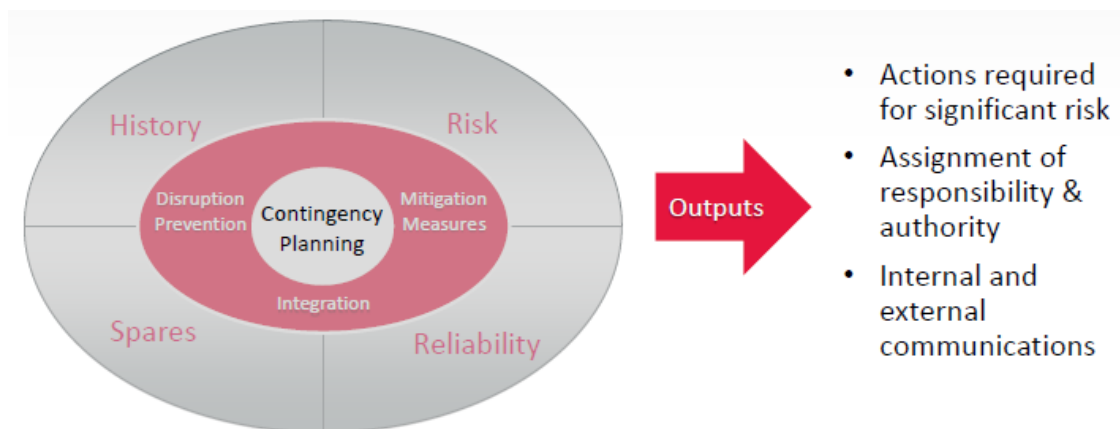 History
Risk
Disruption
Prevention
Contingency
Planning
Mitigation
Measures
Integration
Spares
Reliability
Outputs
• Actions required
for significant risk
• Assignment of
responsibility &
authority
• Internal and
external
communications